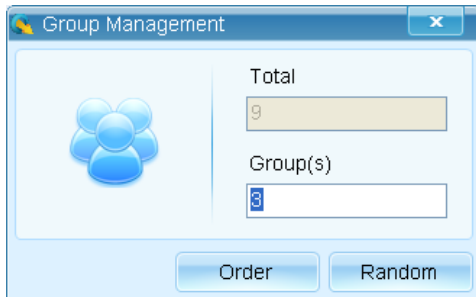 Group Management
Total
9
Group(s)
3
Order Random